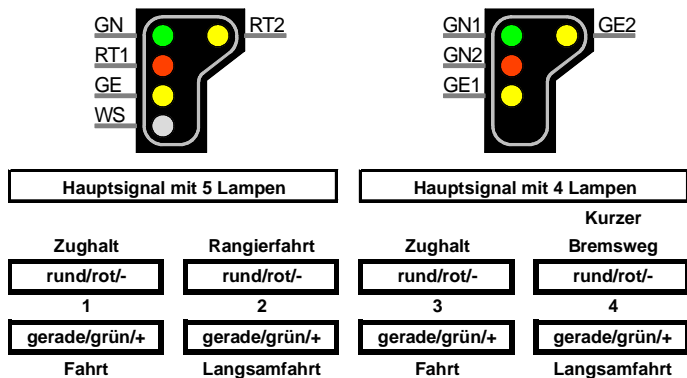 GN RT2 GN1 GE2
RT1 GN2
GE GE1
WS
Hauptsignal mit 5 Lampen Hauptsignal mit 4 Lampen
Kurzer
Zughalt Rangierfahrt Zughalt Bremsweg
rund/rot/- rund/rot/- rund/rot/- rund/rot/-
1 2 3 4
gerade/grün/+ gerade/grün/+ gerade/grün/+ gerade/grün/+
Fahrt Langsamfahrt Fahrt Langsamfahrt